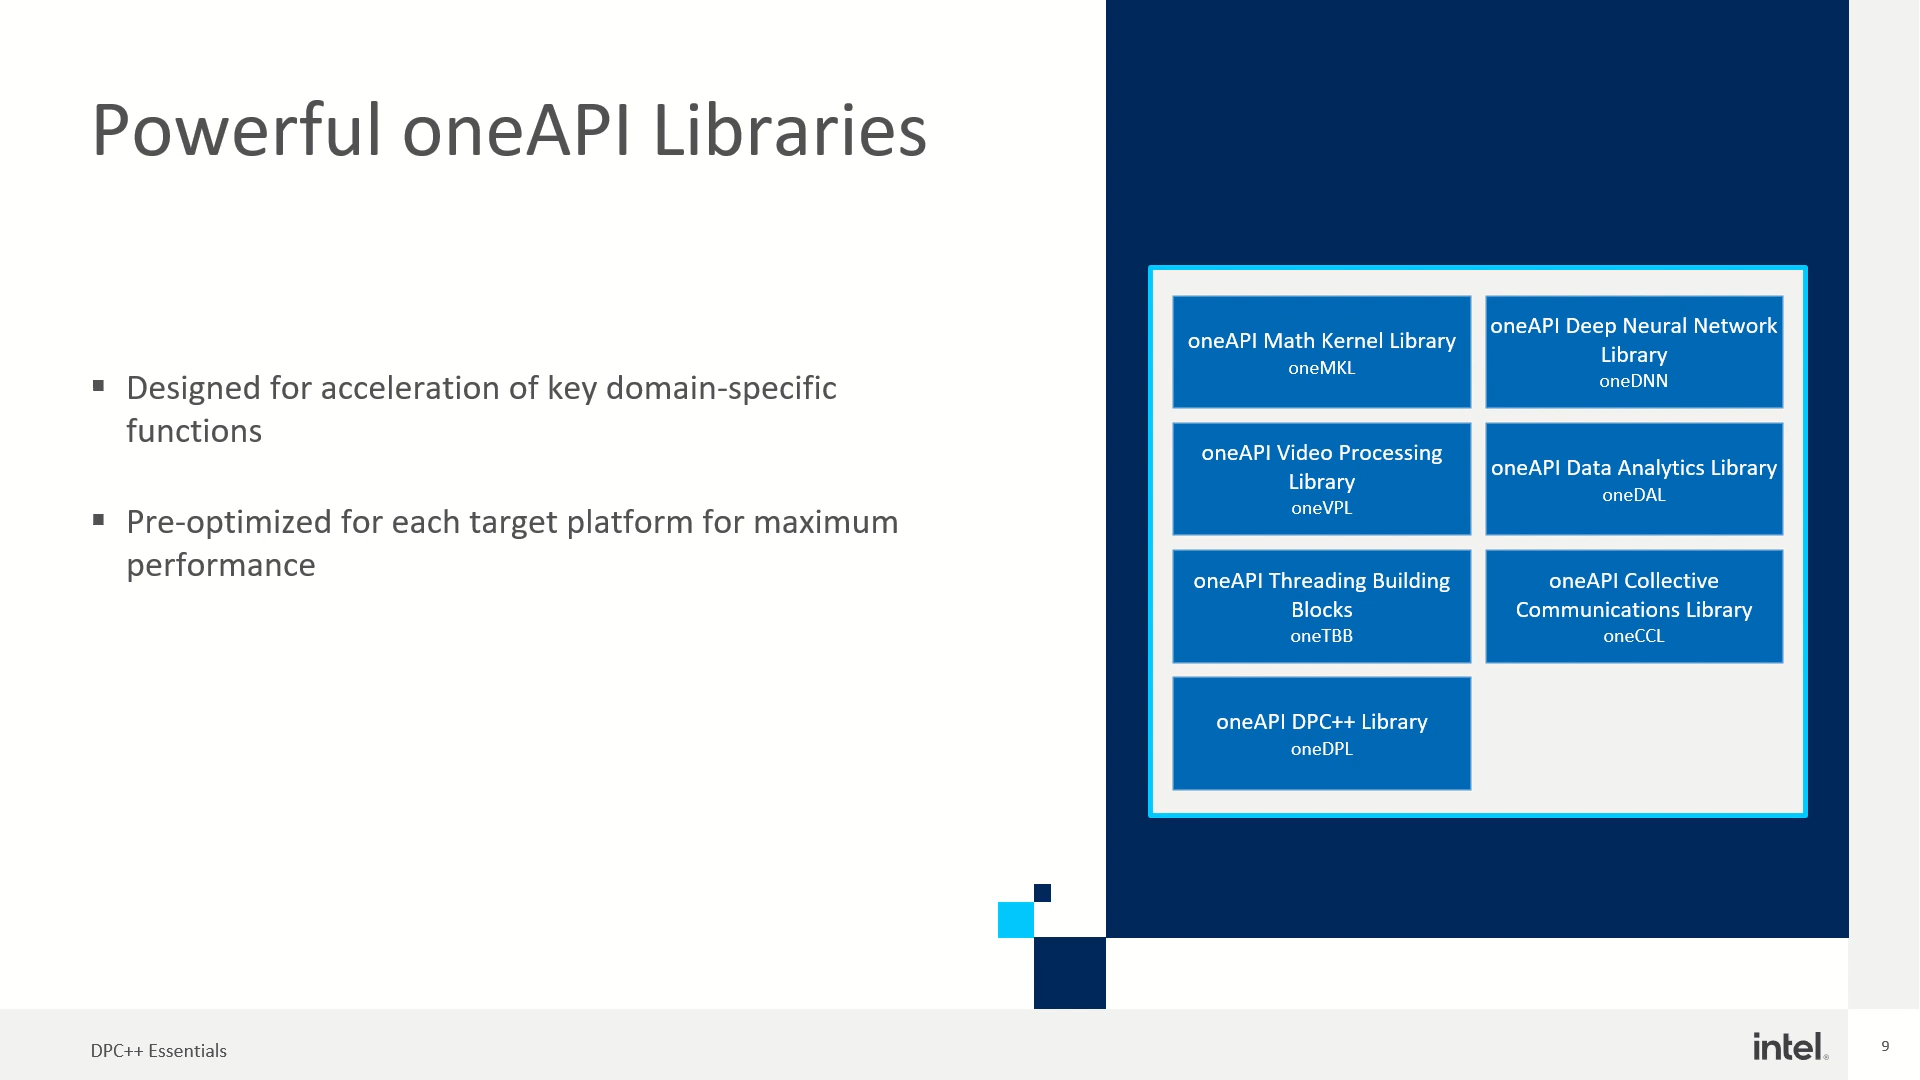 Powerful oneAPI Libraries
▪ Designed for acceleration of key domain-specific
functions
▪ Pre-optimized for each target platform for maximum
performance
oneAPI Math Kernel Library
oneMKL
oneAPI Deep Neural Network
Library
oneDNN
oneAPI Video Processing
Library
oneVPL
oneAPI Data Analytics Library
oneDAL
oneAPI Threading Building
Blocks
oneTBB
oneAPI Collective
Communications Library
oneCCL
oneAPI DPC++ Library
oneDPL
DPC++ Essentials
intel®
9